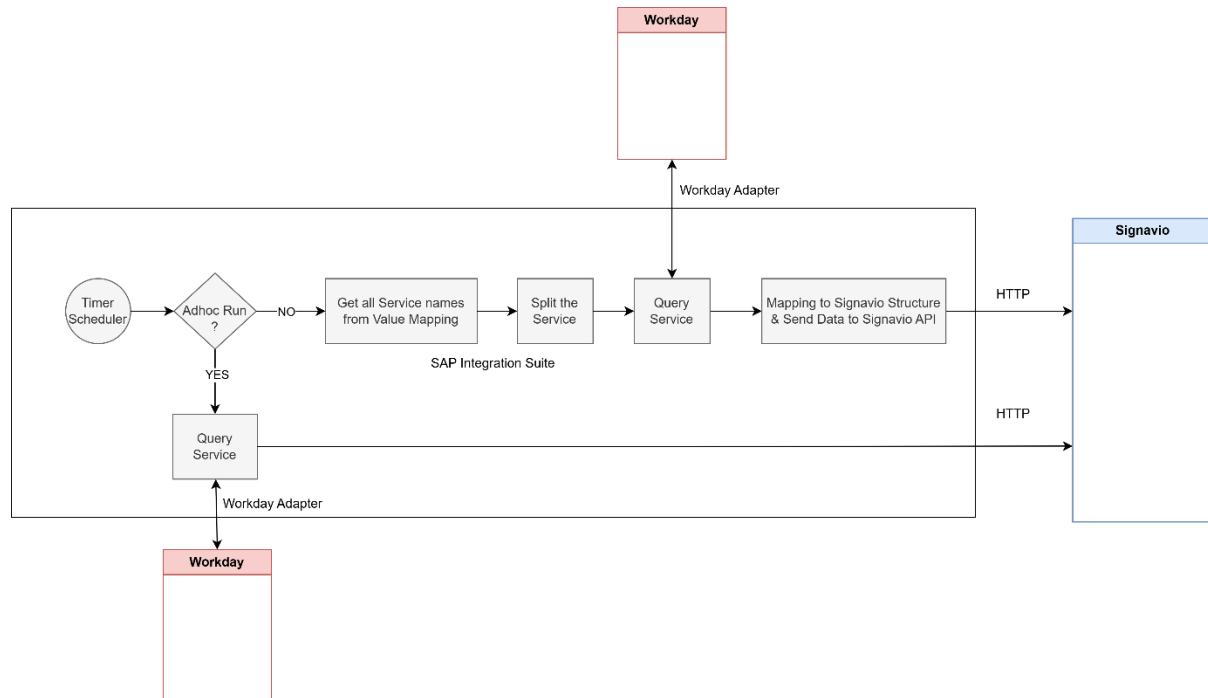 Workday
Workday Adapter
Signavio
Timer
Scheduler
Adhoc Run
?
NO
Get all Service names
from Value Mapping
Split the
Service
Query
Service
Mapping to Signavio Structure
& Send Data to Signavio API
HTTP
SAP Integration Suite
YES
Query
Service
HTTP
Workday Adapter
Workday